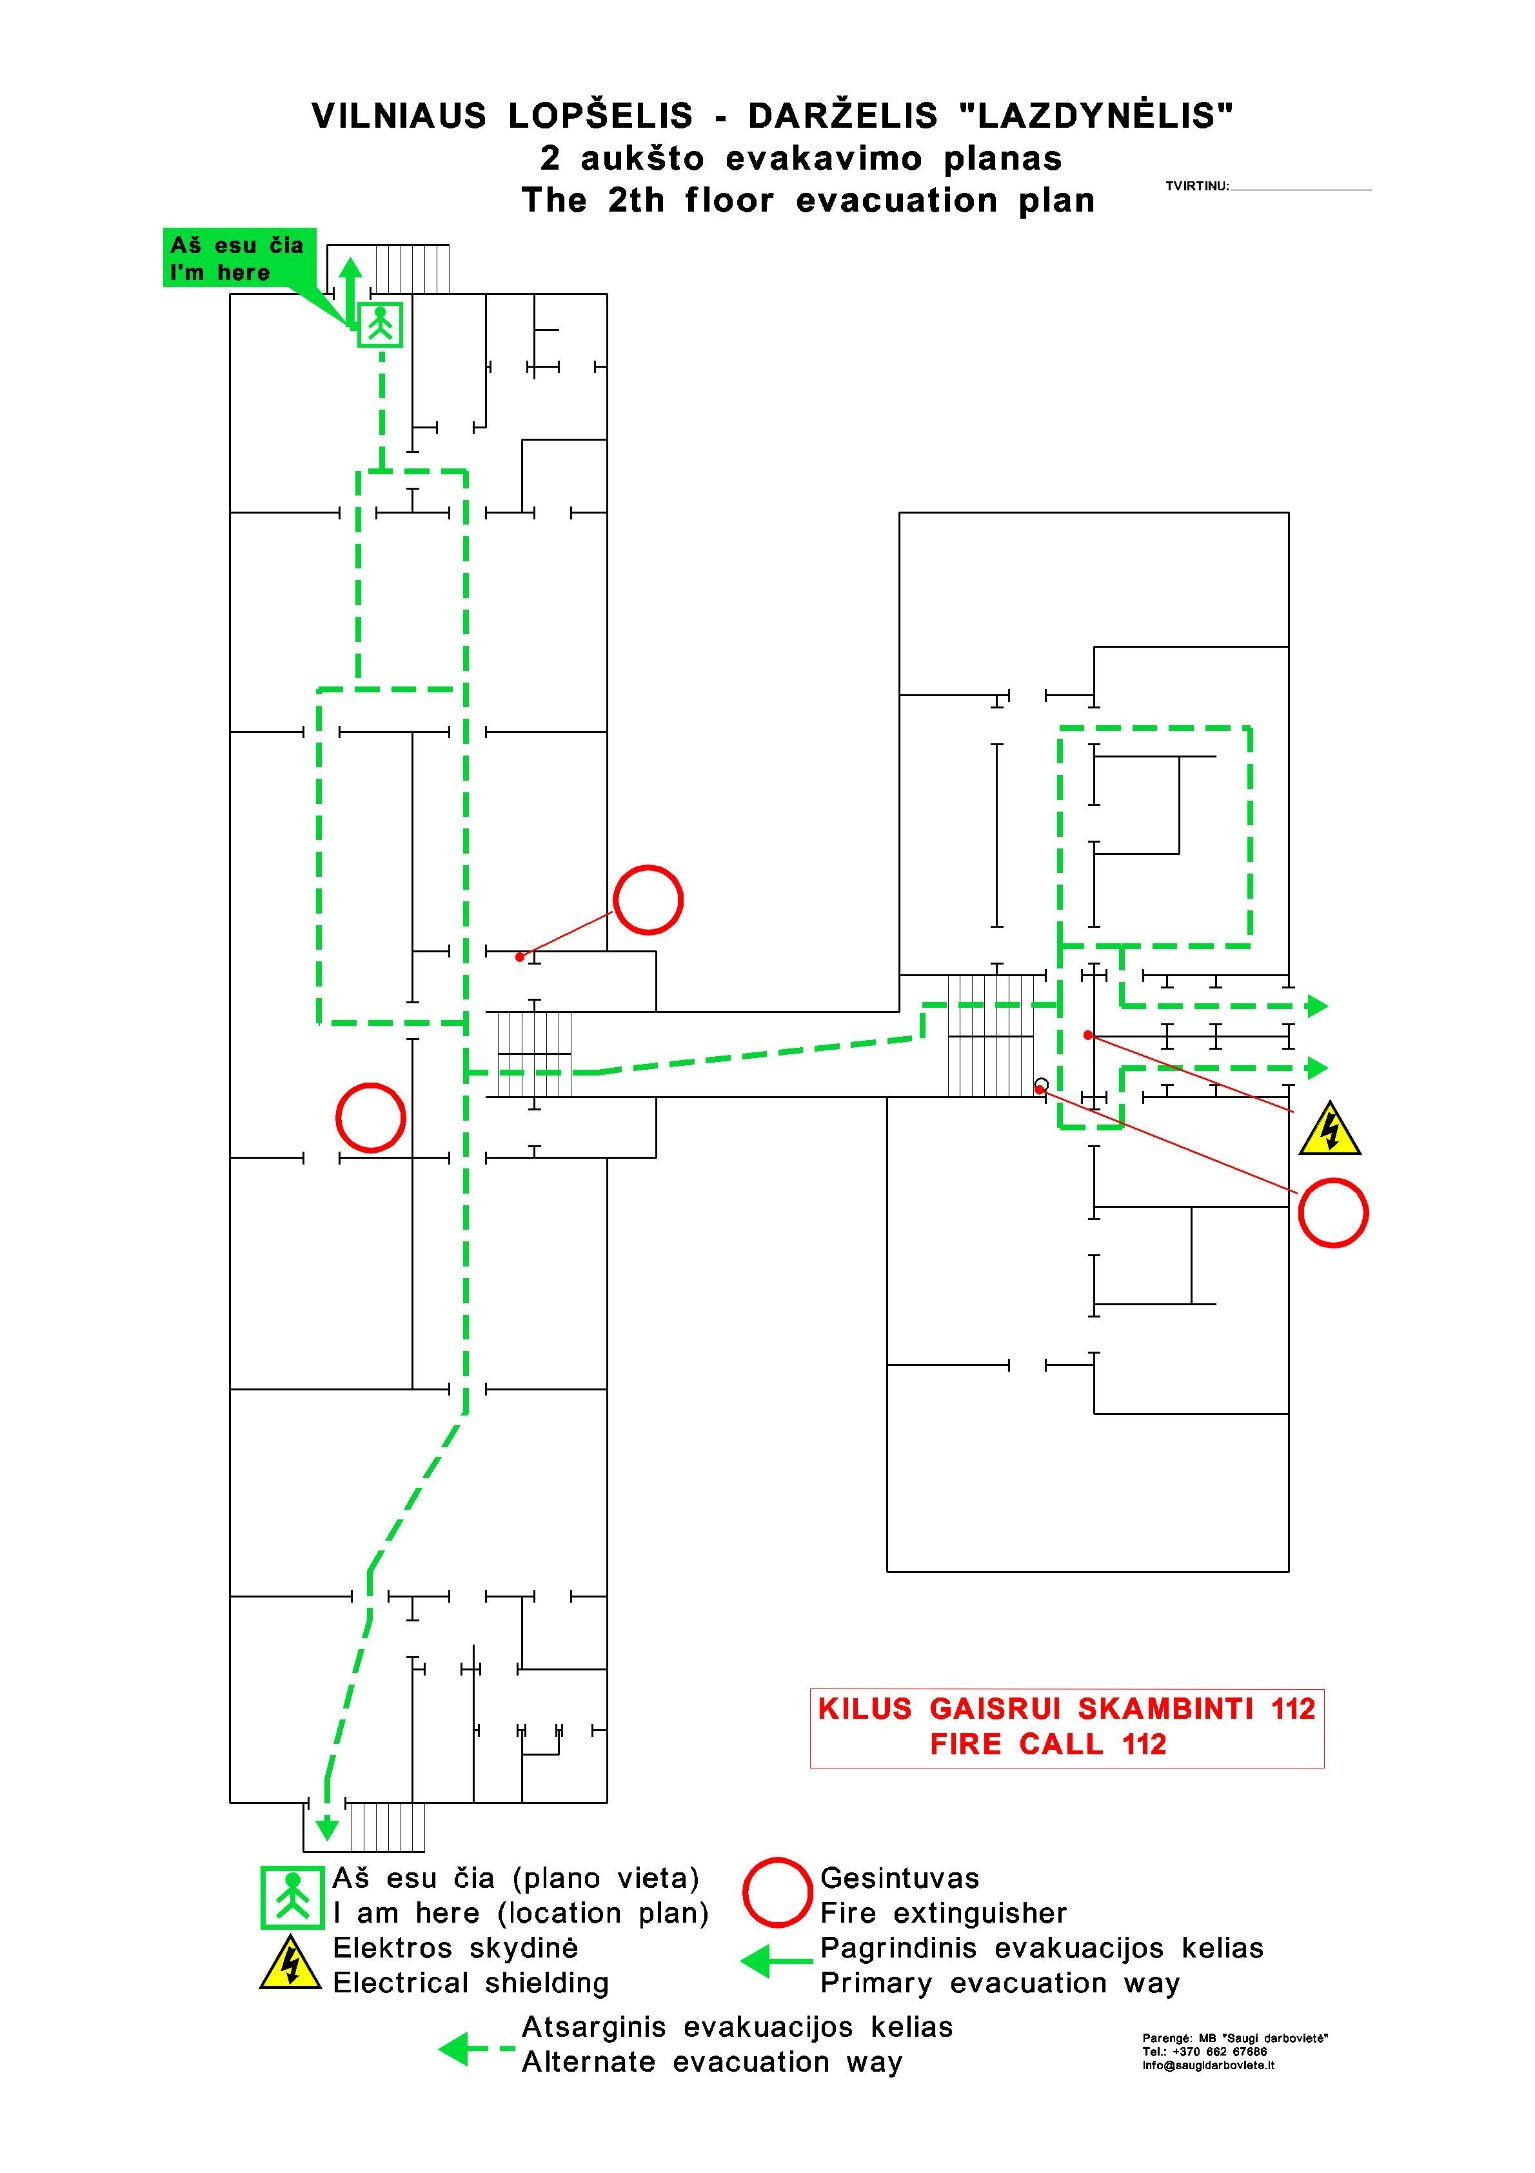 VILNIAUS LOPŠELIS - DARŽELIS "LAZDYNĖLIS"
2 aukšto evakavimo planas
The 2th floor evacuation plan
TVIRTINU:
Aš esu čia
I'm here
KILUS GAISRUI SKAMBINTI 112
FIRE CALL 112
Aš esu čia (plano vieta)
I am here (location plan)
Elektros skydinė
Electrical shielding
Gesintuvas
Fire extinguisher
Pagrindinis evakuacijos kelias
Primary evacuation way
Atsarginis evakuacijos kelias
Alternate evacuation way
Parengė: MB "Saugi darbovietė"
Tel.: +370 662 67686
info@saugidarboviete.lt